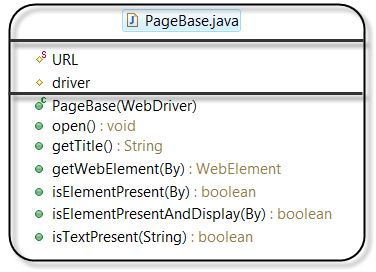 PageBase.java
URL
driver
PageBase(WebDriver)
open() : void
getTitle() : String
getWebElement(By) : WebElement
isElementPresent(By) : boolean
isElementPresentAndDisplay(By) : boolean
isTextPresent(String) : boolean